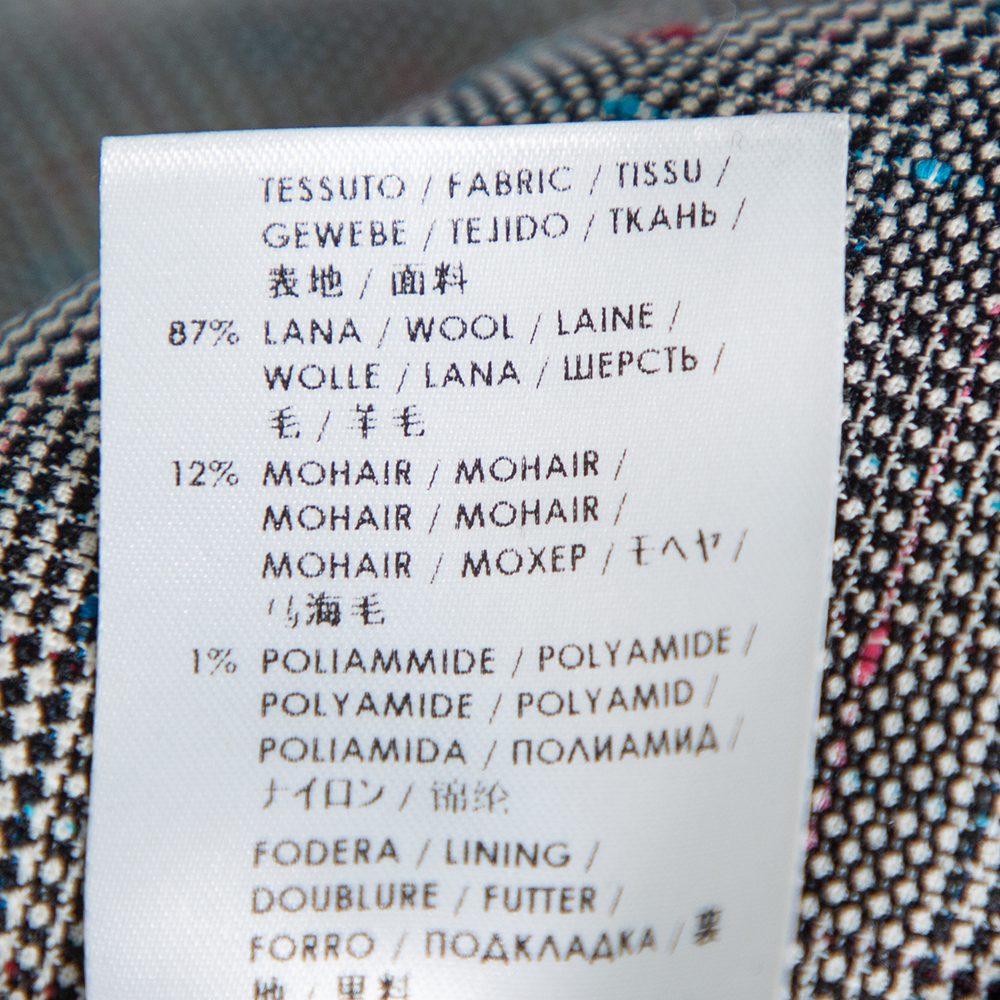 TESSUTO / FABRIC / TISSU /
GEWEBE / TEJIDO / ТКАНЬ /
表地 / 面料
87% LANA / WOOL / LAINE /
WOLLE / LANA / ШЕРСТЬ /
毛 / 羊毛
12% MOHAIR / MOHAIR /
MOHAIR / MOHAIR /
MOHAIR / МОХЕР / モヘヤ /
马海毛
1% POLIAMMIDE / POLYAMIDE /
POLYAMIDE / POLYAMID /
POLIAMIDA / ПОЛИАМИД /
ナイロン / 锦纶
FODERA / LINING /
DOUBLURE / FUTTER /
FORRO / ПОДКЛАДКА / 裏
地 / 里料